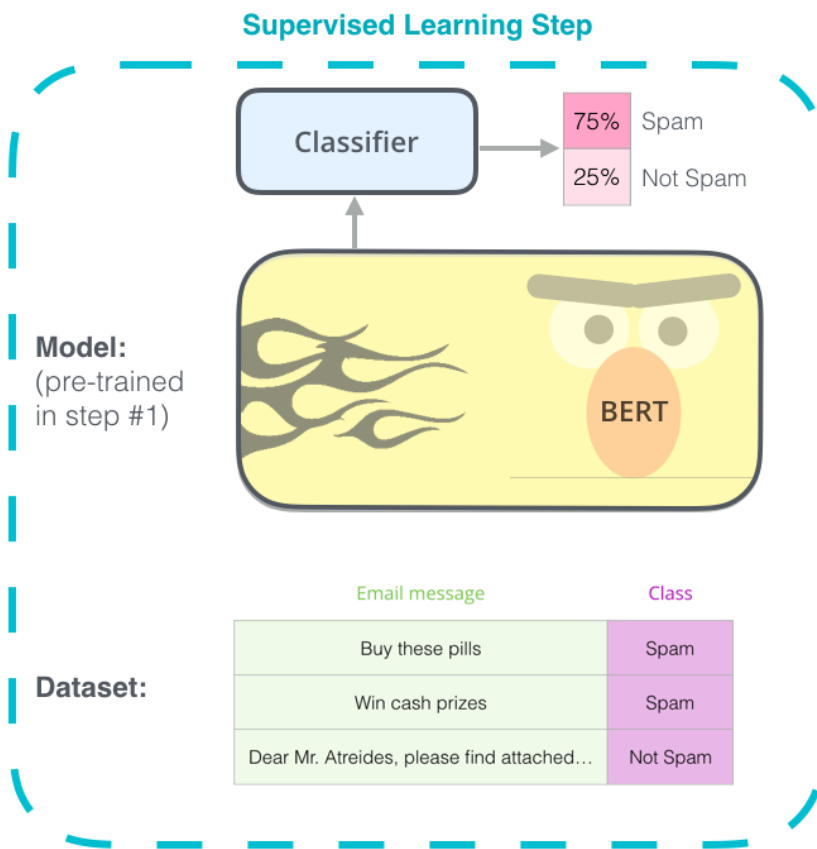 Supervised Learning Step
Classifier
75% Spam
25% Not Spam
Model:
(pre-trained
in step #1)
BERT
Email message Class
Dataset:
Buy these pills Spam
Win cash prizes Spam
Dear Mr. Atreides, please find attached... Not Spam